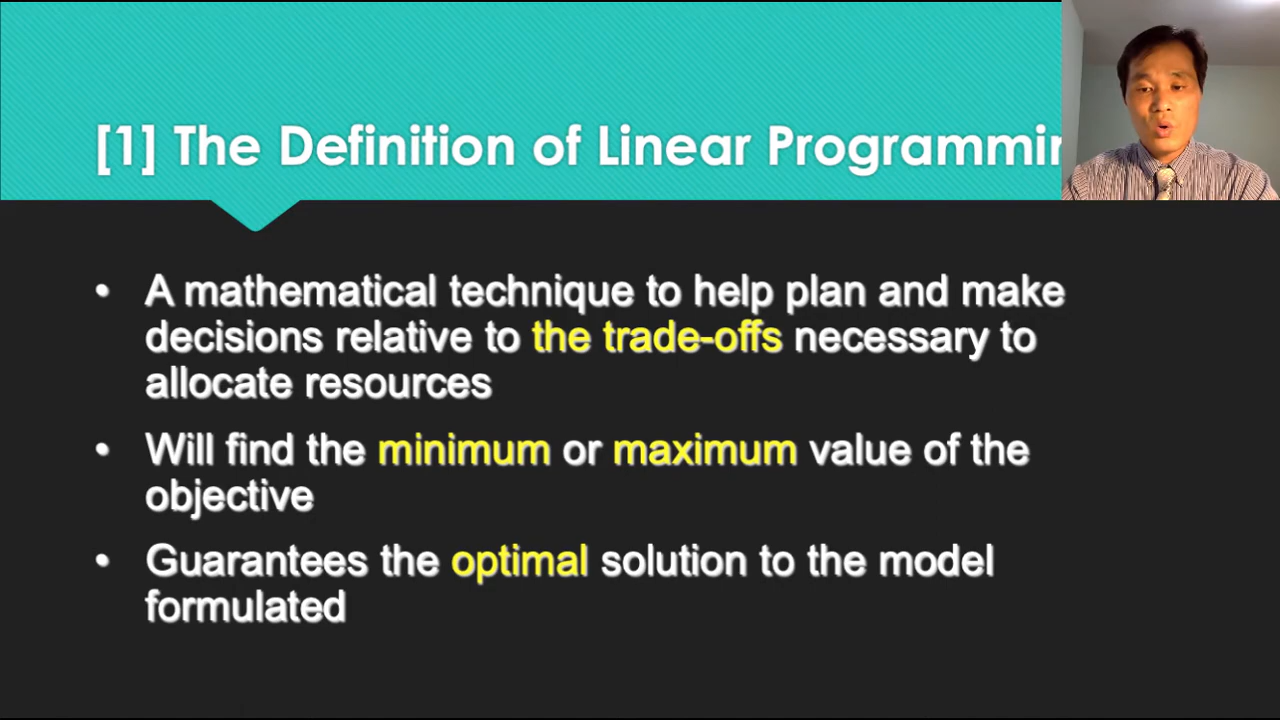 [1] The Definition of Linear Programmin
• A mathematical technique to help plan and make
decisions relative to the trade-offs necessary to
allocate resources
• Will find the minimum or maximum value of the
objective
• Guarantees the optimal solution to the model
formulated